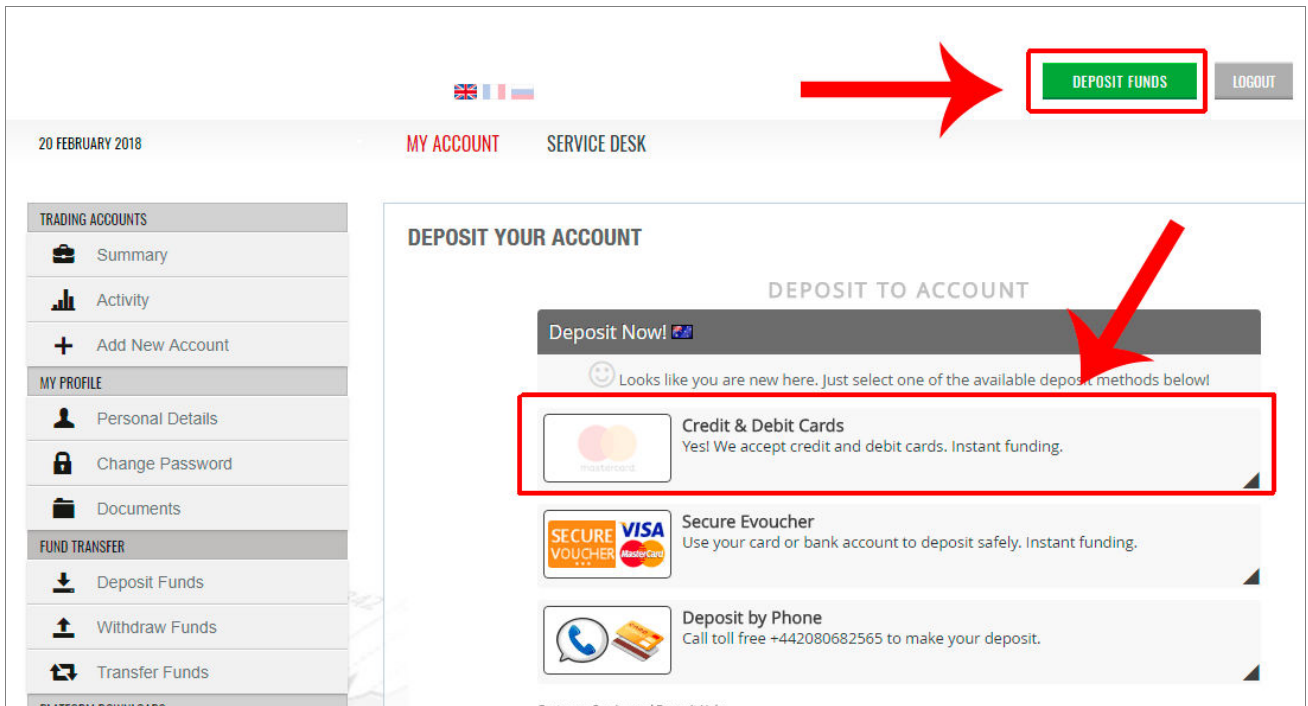 DEPOSIT FUNDS
LOGOUT
20 FEBRUARY 2018
MY ACCOUNT
SERVICE DESK
TRADING ACCOUNTS
Summary
Activity
Add New Account
MY PROFILE
Personal Details
Change Password
Documents
FUND TRANSFER
Deposit Funds
Withdraw Funds
Transfer Funds
DEPOSIT YOUR ACCOUNT
DEPOSIT TO ACCOUNT
Deposit Now!
Looks like you are new here. Just select one of the available deposit methods below!
mastercard
Credit & Debit Cards
Yes! We accept credit and debit cards. Instant funding.
SECURE VOUCHER
VISA
MasterCard
Secure Evoucher
Use your card or bank account to deposit safely. Instant funding.
Deposit by Phone
Call toll free +442080682565 to make your deposit.